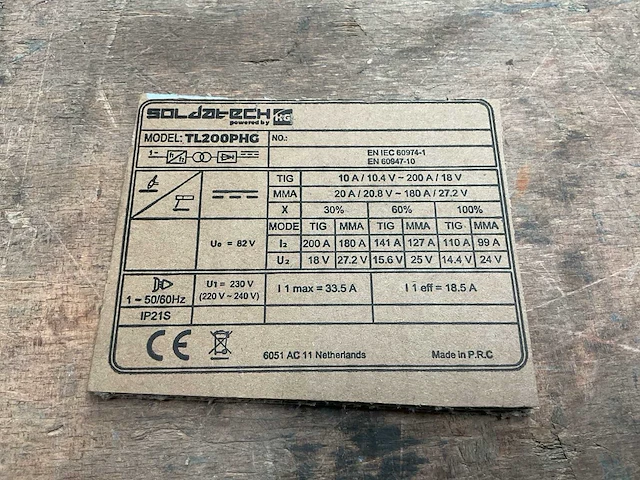 SOLDATECH HG
powered by
MODEL: TL200PHG NO.:
1~ f1 f2 EN IEC 60974-1
EN 60947-10
TIG 10 A / 10.4 V ~ 200 A / 18 V
MMA 20 A / 20.8 V ~ 180 A / 27.2 V
X 30% 60% 100%
MODE TIG MMA TIG MMA TIG MMA
U₀ = 82 V I₂ 200 A 180 A 141 A 127 A 110 A 99 A
U₂ 18 V 27.2 V 15.6 V 25 V 14.4 V 24 V
1 ~ 50/60Hz U1 = 230 V (220 V ~ 240 V) I 1 max = 33.5 A I 1 eff = 18.5 A
IP21S
CE 6051 AC 11 Netherlands Made in P.R.C